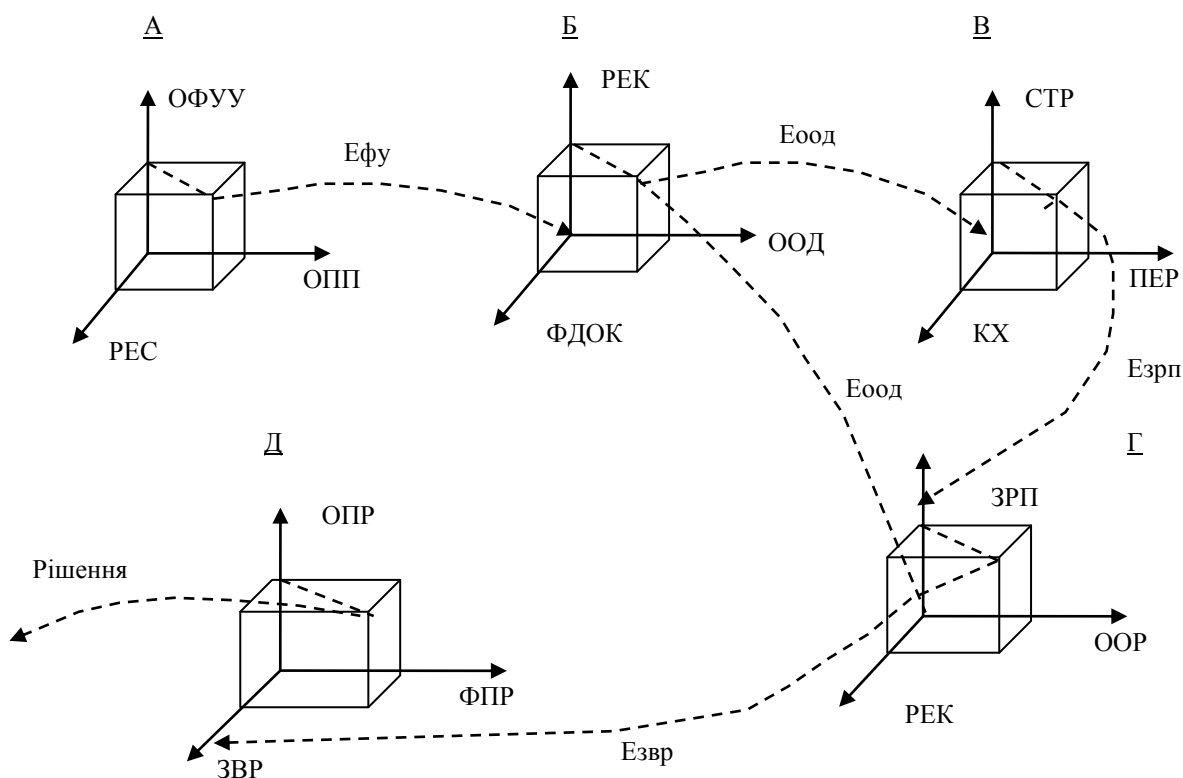 А
Б
В
ОФУУ
РЕК
СТР
Ефу
Еоод
ООД
ОПП
ПЕР
РЕС
ФДОК
КХ
Езрп
Еоод
Д
Г
ОПР
ЗРП
Рішення
ООР
ФПР
РЕК
Езвр
ЗВР